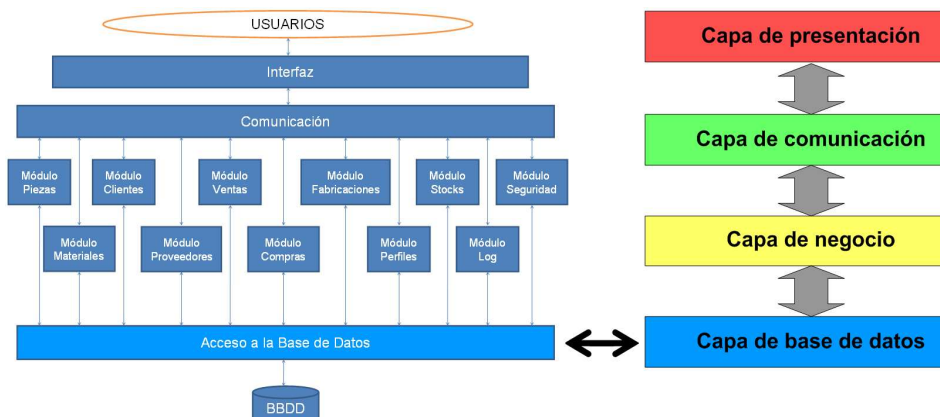 USUARIOS
Interfaz
Comunicación
Módulo
Piezas
Módulo
Clientes
Módulo
Ventas
Módulo
Fabricaciones
Módulo
Stocks
Módulo
Seguridad
Módulo
Materiales
Módulo
Proveedores
Módulo
Compras
Módulo
Perfiles
Módulo
Log
Acceso a la Base de Datos
BBDD
Capa de presentación
Capa de comunicación
Capa de negocio
Capa de base de datos